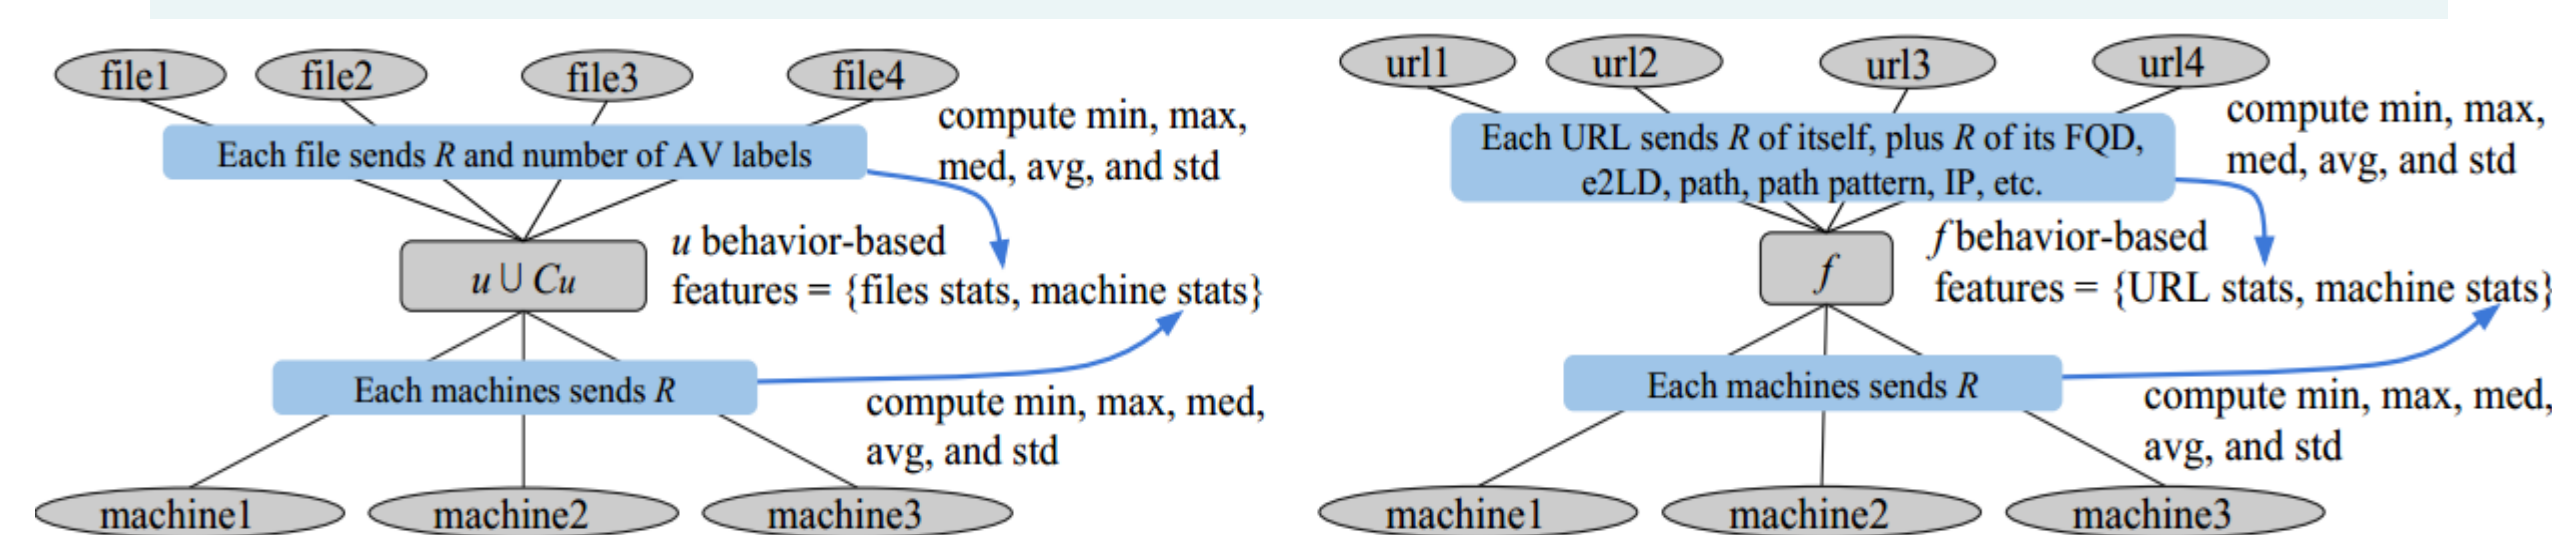 file1
file2
file3
file4
compute min, max,
med, avg, and std
Each file sends R and number of AV labels
u ∪ Cu
u behavior-based
features = {files stats, machine stats}
Each machines sends R
compute min, max, med,
avg, and std
machine1
machine2
machine3
url1
url2
url3
url4
compute min, max,
med, avg, and std
Each URL sends R of itself, plus R of its FQD,
e2LD, path, path pattern, IP, etc.
f
f behavior-based
features = {URL stats, machine stats}
Each machines sends R
compute min, max, med,
avg, and std
machine1
machine2
machine3